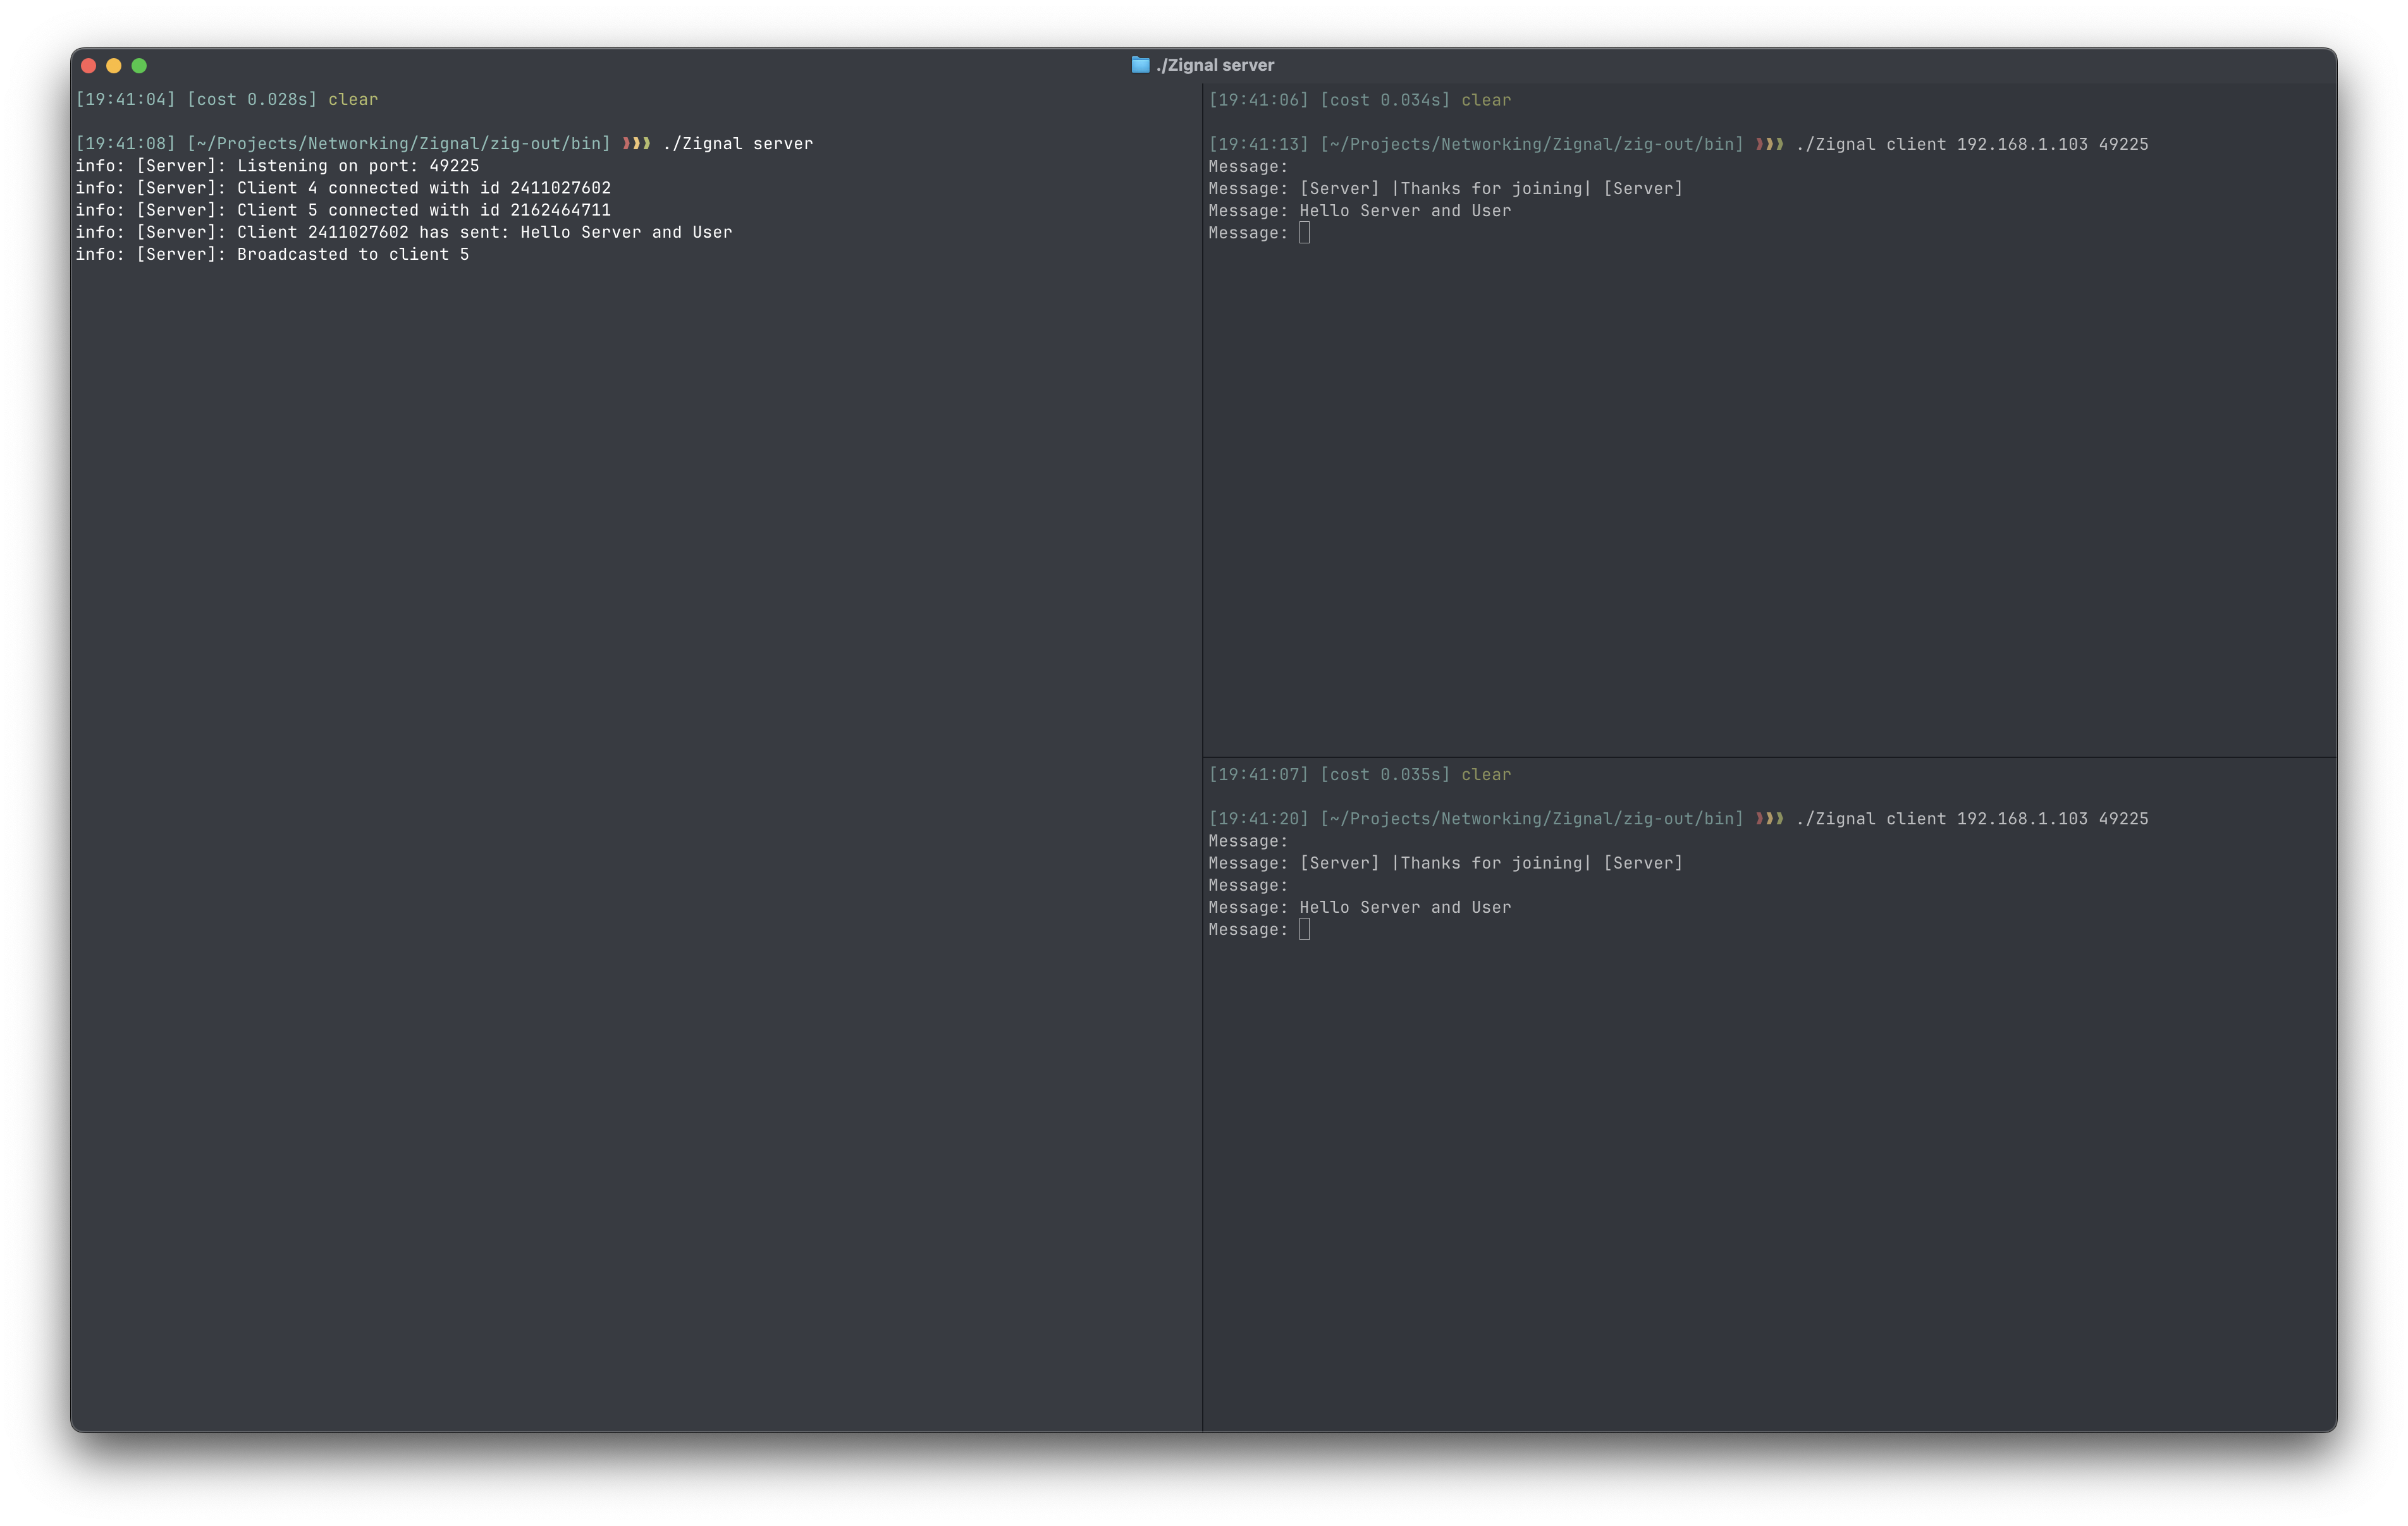 ./Zignal server
[19:41:04] [cost 0.028s] clear
[19:41:08] [~/Projects/Networking/Zignal/zig-out/bin] ❱❱❱ ./Zignal server
info: [Server]: Listening on port: 49225
info: [Server]: Client 4 connected with id 2411027602
info: [Server]: Client 5 connected with id 2162464711
info: [Server]: Client 2411027602 has sent: Hello Server and User
info: [Server]: Broadcasted to client 5
[19:41:06] [cost 0.034s] clear
[19:41:13] [~/Projects/Networking/Zignal/zig-out/bin] ❱❱❱ ./Zignal client 192.168.1.103 49225
Message:
Message: [Server] |Thanks for joining| [Server]
Message: Hello Server and User
Message:
[19:41:07] [cost 0.035s] clear
[19:41:20] [~/Projects/Networking/Zignal/zig-out/bin] ❱❱❱ ./Zignal client 192.168.1.103 49225
Message:
Message: [Server] |Thanks for joining| [Server]
Message:
Message: Hello Server and User
Message: